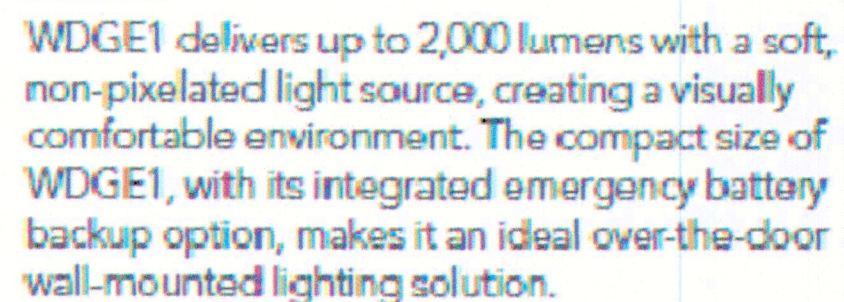 WDGE1 delivers up to 2,000 lumens with a soft,
non-pixelated light source, creating a visually
comfortable environment. The compact size of
WDGE1, with its integrated emergency battery
backup option, makes it an ideal over-the-door
wall-mounted lighting solution.